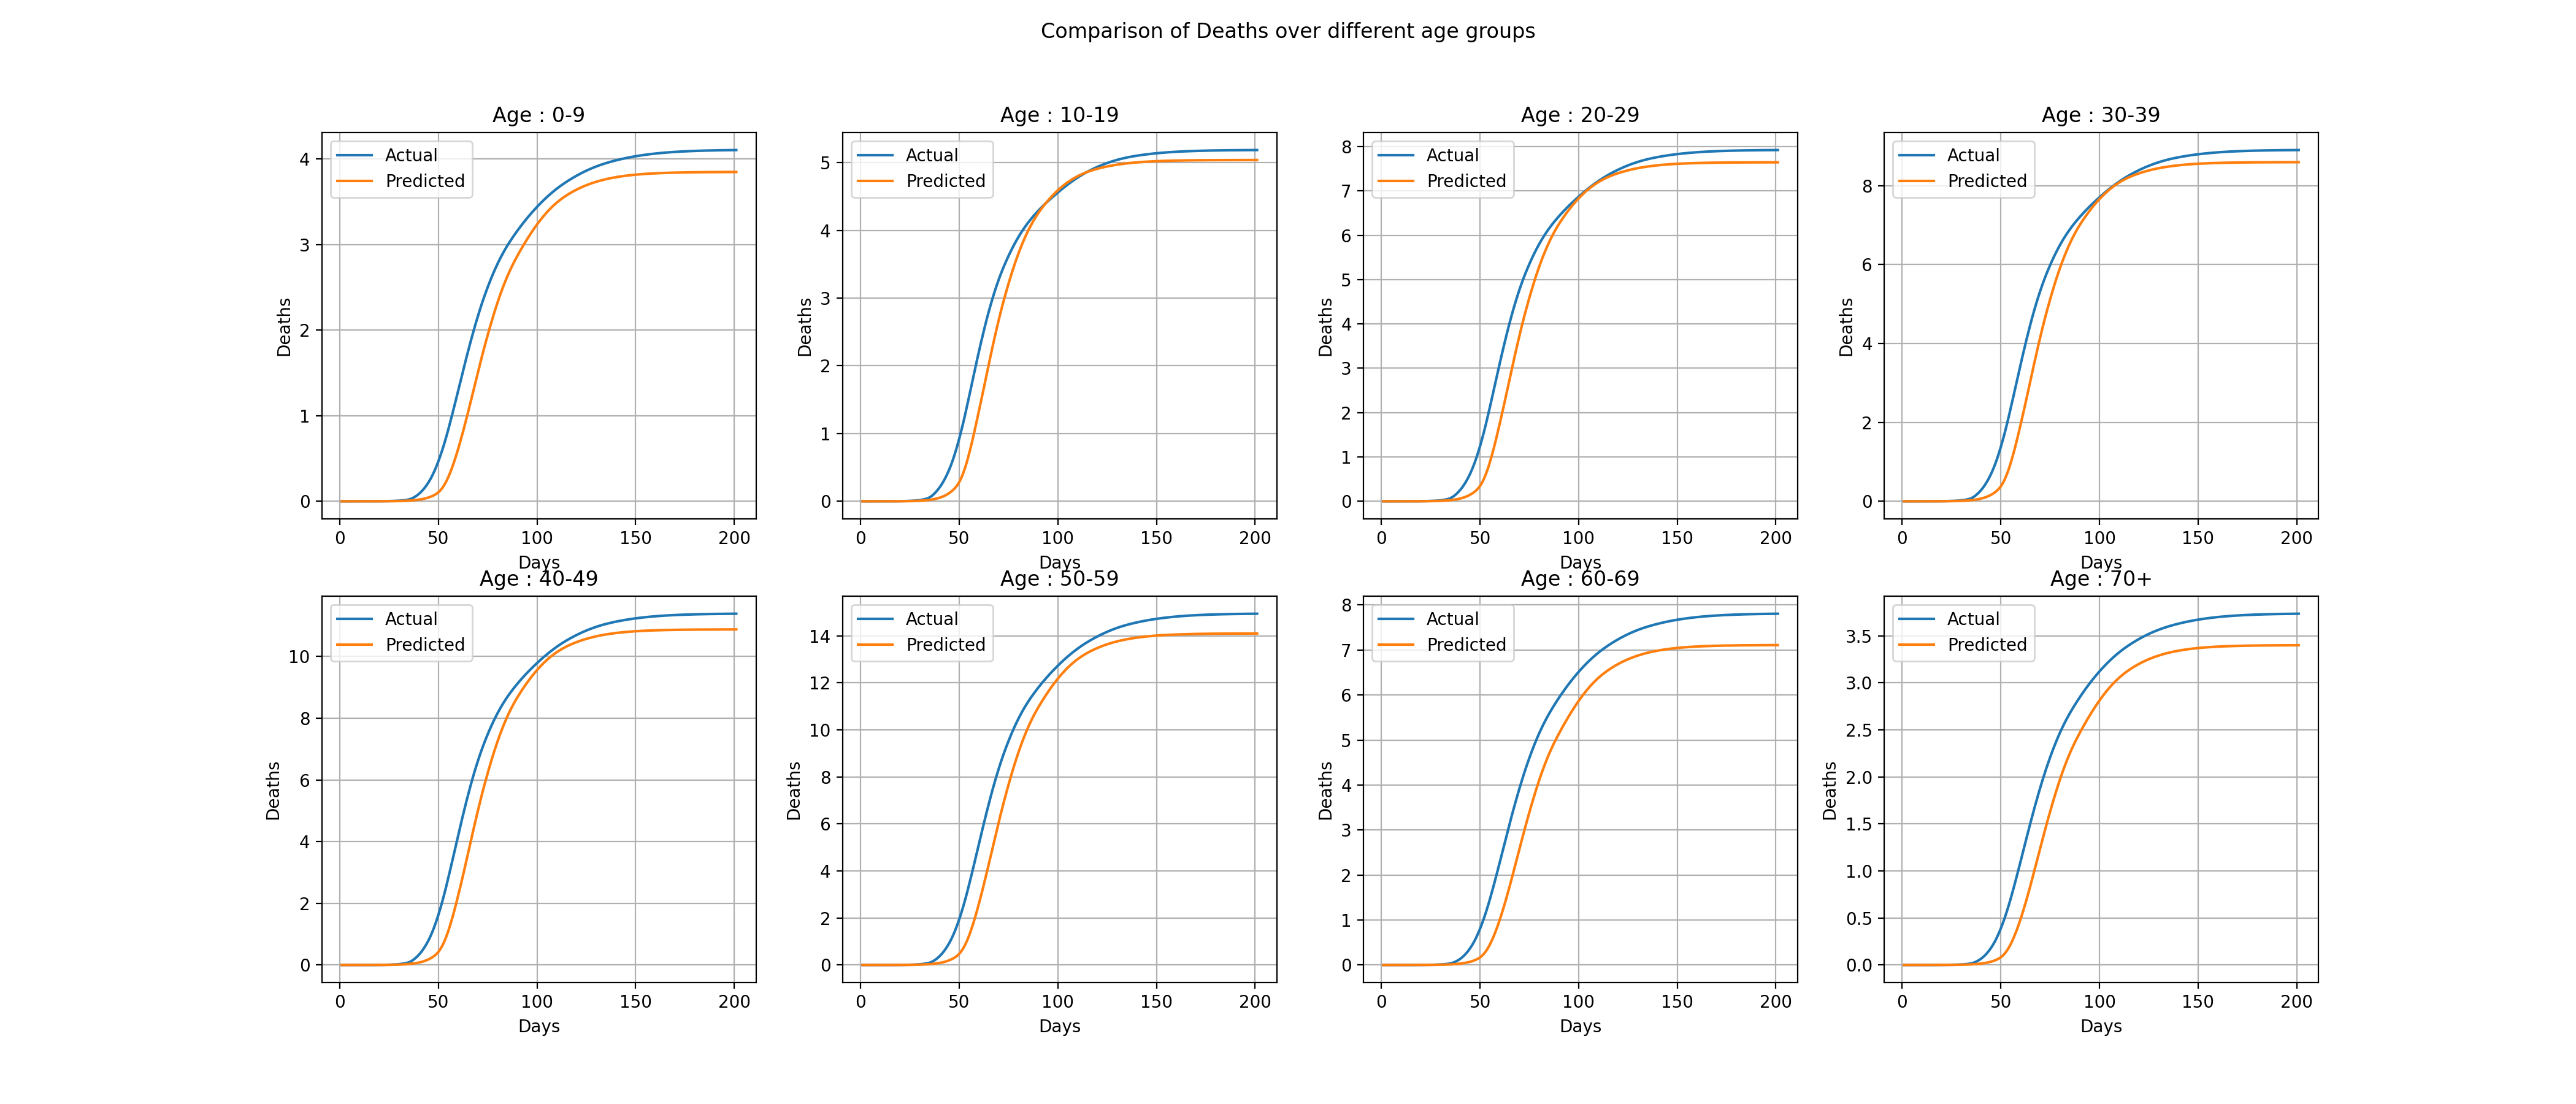 Comparison of Deaths over different age groups
Age : 0-9
Actual
Predicted
4
3
2
1
0
Deaths
0 50 100 150 200
Days
Age : 10-19
Actual
Predicted
5
4
3
2
1
0
Deaths
0 50 100 150 200
Days
Age : 20-29
Actual
Predicted
8
7
6
5
4
3
2
1
0
Deaths
0 50 100 150 200
Days
Age : 30-39
Actual
Predicted
8
6
4
2
0
Deaths
0 50 100 150 200
Days
Age : 40-49
Actual
Predicted
10
8
6
4
2
0
Deaths
0 50 100 150 200
Days
Age : 50-59
Actual
Predicted
14
12
10
8
6
4
2
0
Deaths
0 50 100 150 200
Days
Age : 60-69
Actual
Predicted
8
7
6
5
4
3
2
1
0
Deaths
0 50 100 150 200
Days
Age : 70+
Actual
Predicted
3.5
3.0
2.5
2.0
1.5
1.0
0.5
0.0
Deaths
0 50 100 150 200
Days